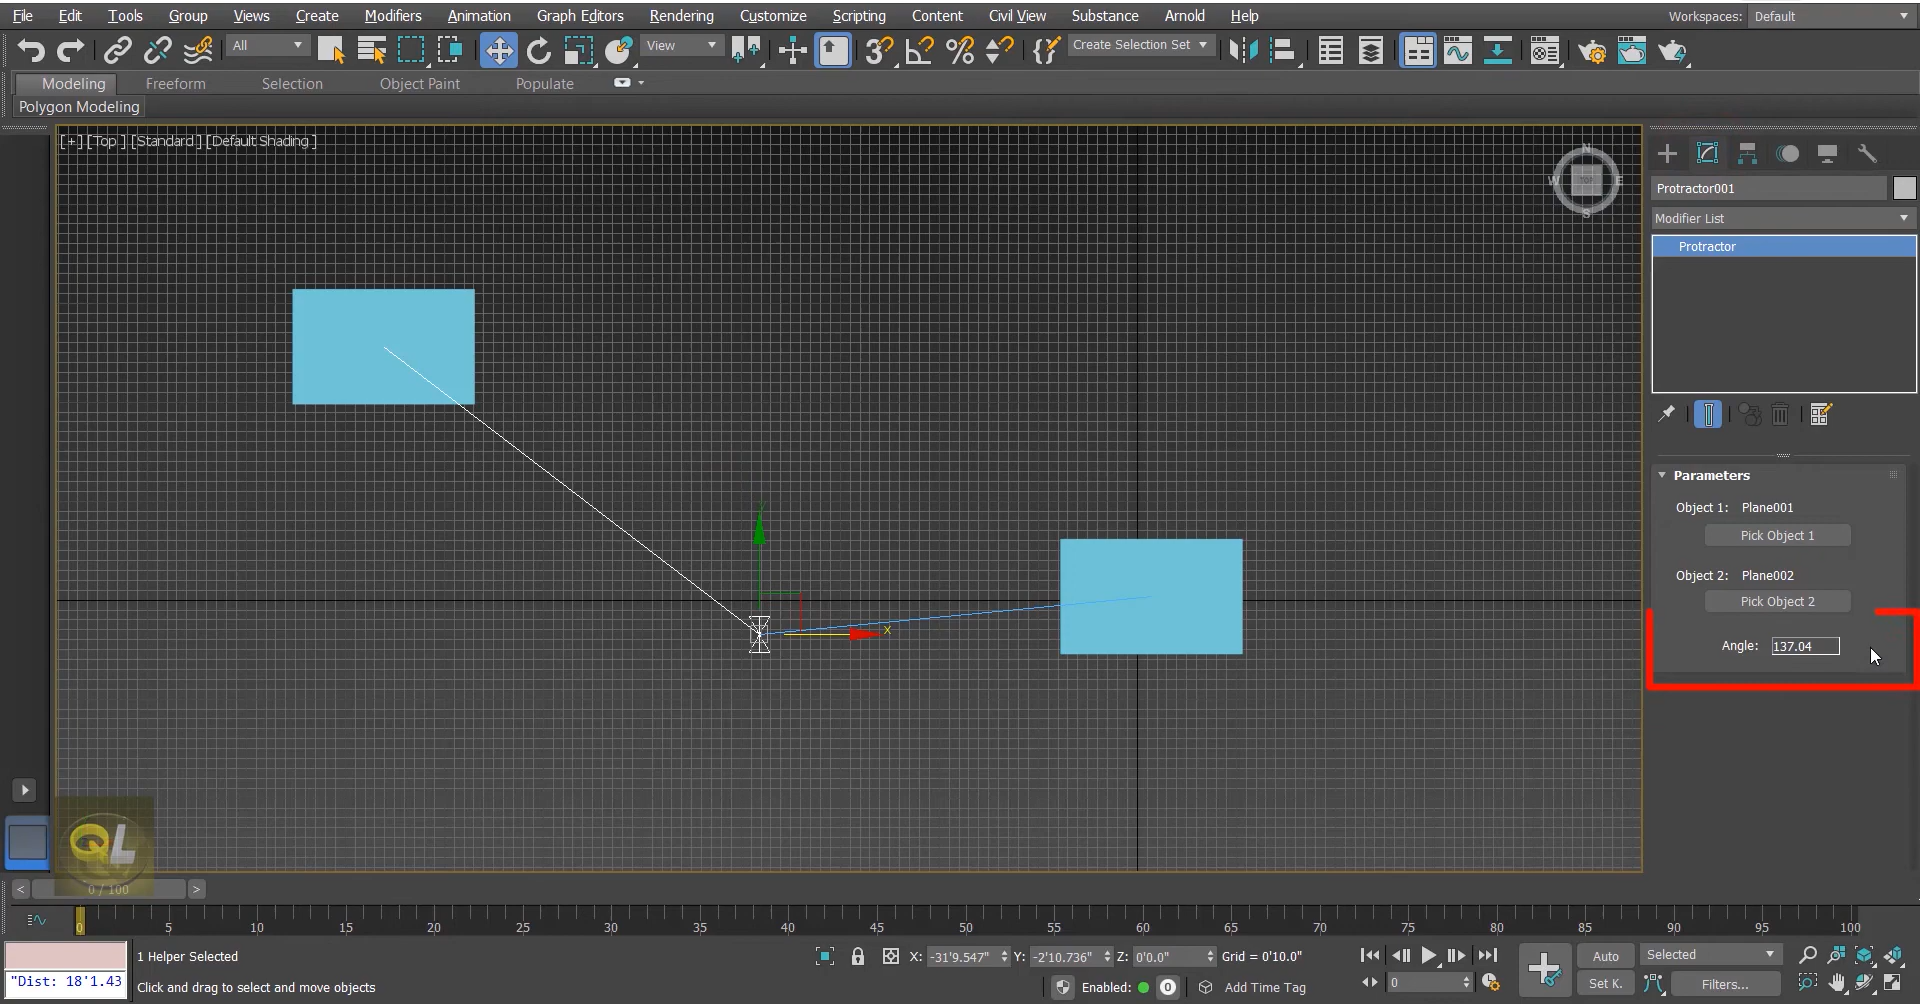 File Edit Tools Group Views Create Modifiers Animation Graph Editors Rendering Customize Scripting Content Civil View Substance Arnold Help Workspaces: Default
All View Create Selection Set
Modeling Freeform Selection Object Paint Populate
Polygon Modeling
[+] [Top ] [Standard ] [Default Shading ]
N
W TOP E
S
Protractor001
Modifier List
Protractor
Parameters
Object 1: Plane001
Pick Object 1
Object 2: Plane002
Pick Object 2
Angle: 137.04
x
QL
< 0 / 100 >
0 5 10 15 20 25 30 35 40 45 50 55 60 65 70 75 80 85 90 95 100
1 Helper Selected X: -31'9.547" Y: -2'10.736" Z: 0'0.0" Grid = 0'10.0" Auto Selected
"Dist: 18'1.43 Click and drag to select and move objects Enabled: 0 Add Time Tag 0 Set K. Filters...